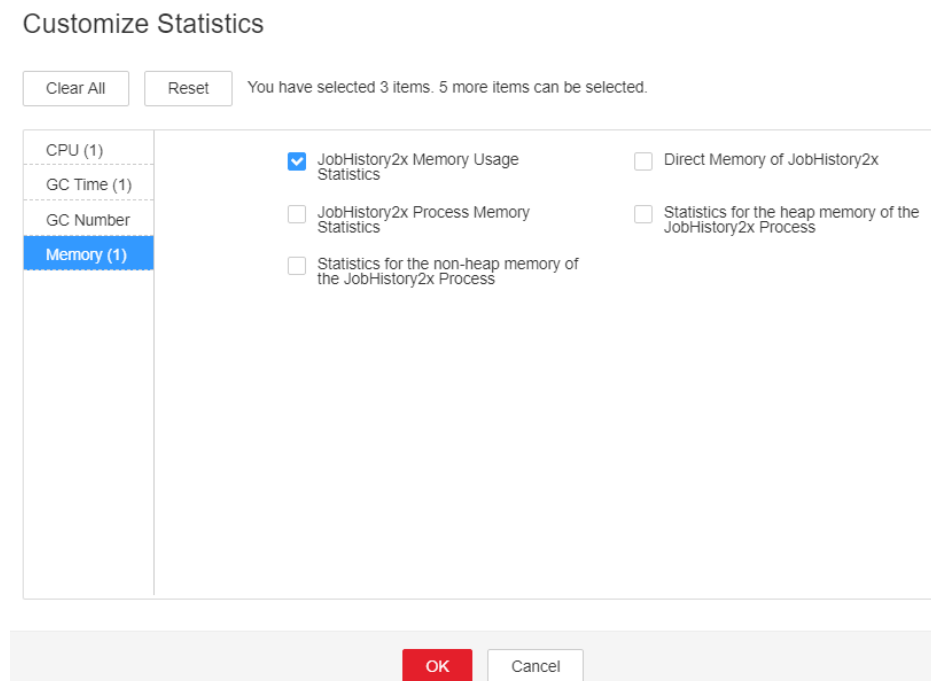 Customize Statistics
Clear All
Reset
You have selected 3 items. 5 more items can be selected.
CPU (1)
GC Time (1)
GC Number
Memory (1)
JobHistory2x Memory Usage
Statistics
Direct Memory of JobHistory2x
JobHistory2x Process Memory
Statistics
Statistics for the heap memory of the
JobHistory2x Process
Statistics for the non-heap memory of
the JobHistory2x Process
OK
Cancel